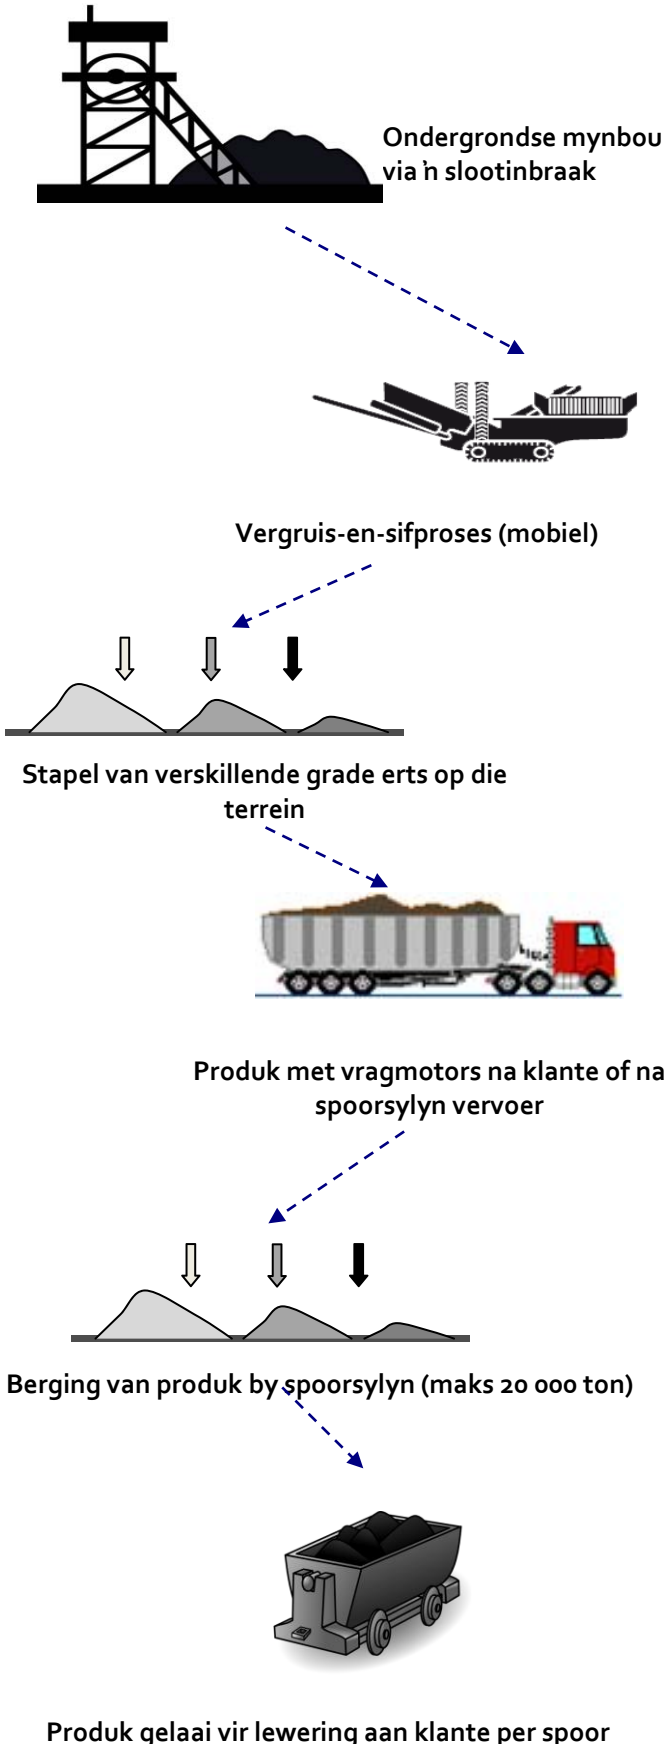 Ondergrondse mynbou
via ŉ slootinbraak
Vergruis-en-sifproses (mobiel)
Stapel van verskillende grade erts op die
terrein
Produk met vragmotors na klante of na
spoorsylyn vervoer
Berging van produk by spoorsylyn (maks 20 000 ton)
Produk gelaai vir lewering aan klante per spoor